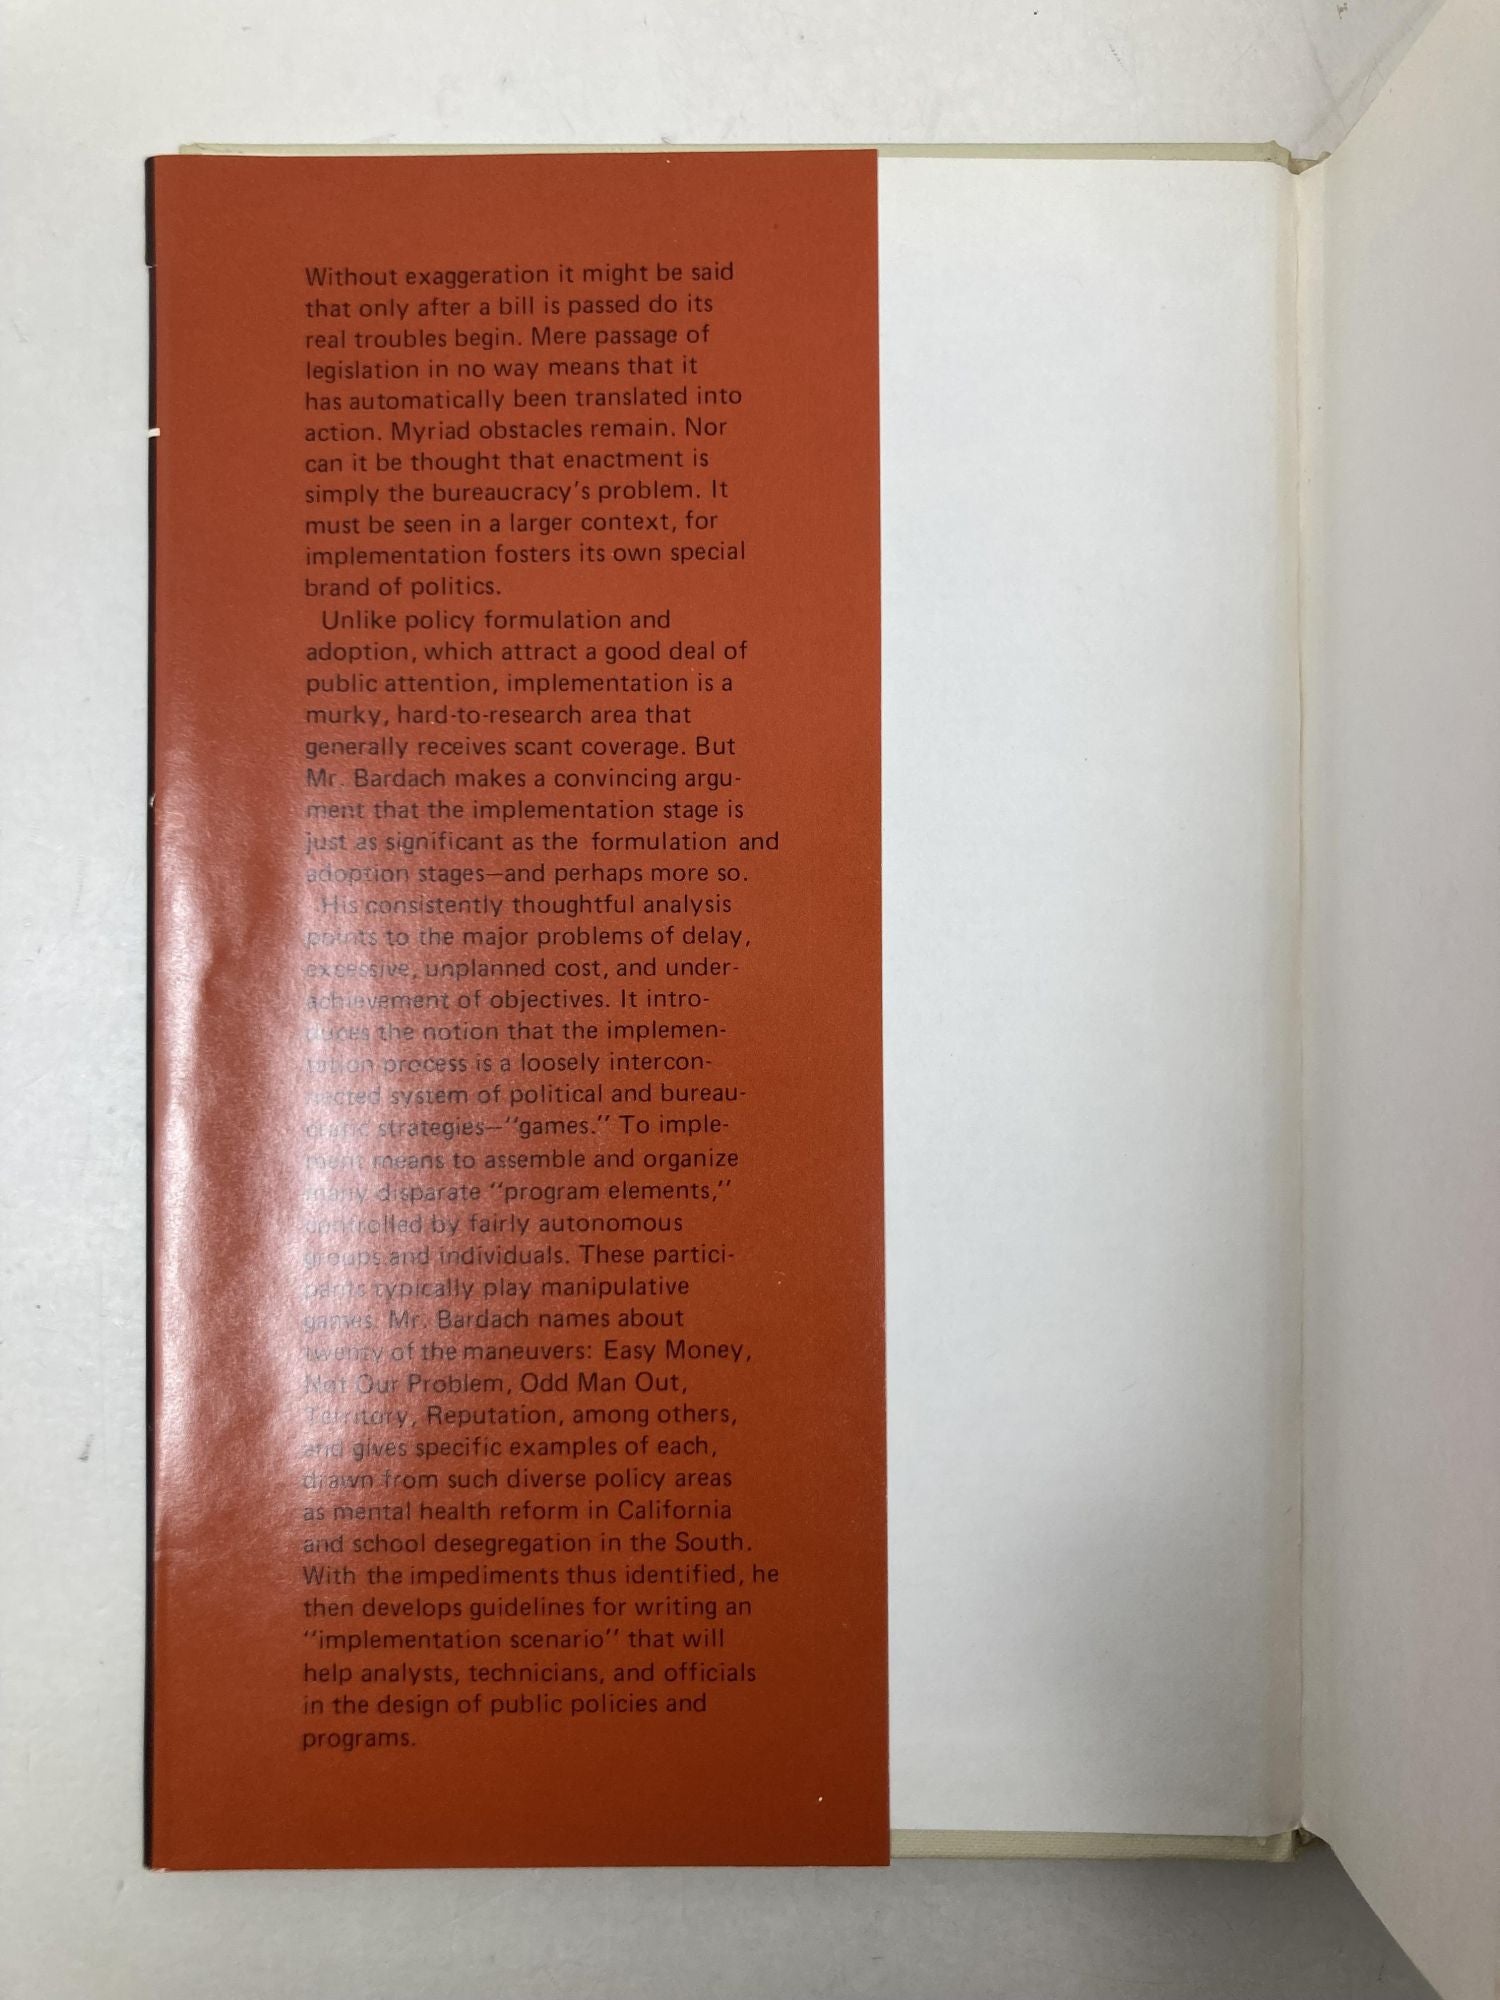 Without exaggeration it might be said
that only after a bill is passed do its
real troubles begin. Mere passage of
legislation in no way means that it
has automatically been translated into
action. Myriad obstacles remain. Nor
can it be thought that enactment is
simply the bureaucracy's problem. It
must be seen in a larger context, for
implementation fosters its own special
brand of politics.
Unlike policy formulation and
adoption, which attract a good deal of
public attention, implementation is a
murky, hard-to-research area that
generally receives scant coverage. But
Mr. Bardach makes a convincing argu-
ment that the implementation stage is
just as significant as the formulation and
adoption stages—and perhaps more so.
His consistently thoughtful analysis
points to the major problems of delay,
excessive, unplanned cost, and under-
achievement of objectives. It intro-
duces the notion that the implemen-
tation process is a loosely intercon-
nected system of political and bureau-
cratic strategies—"games." To imple-
ment means to assemble and organize
many disparate "program elements,"
controlled by fairly autonomous
groups and individuals. These partici-
pants typically play manipulative
games. Mr. Bardach names about
twenty of the maneuvers: Easy Money,
Not Our Problem, Odd Man Out,
Territory, Reputation, among others,
and gives specific examples of each,
drawn from such diverse policy areas
as mental health reform in California
and school desegregation in the South.
With the impediments thus identified, he
then develops guidelines for writing an
"implementation scenario" that will
help analysts, technicians, and officials
in the design of public policies and
programs.